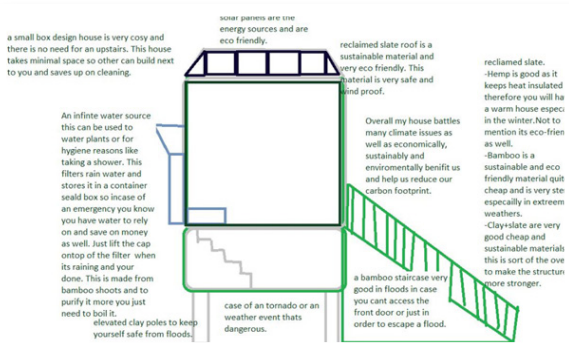 solar panels are the
energy sources and are
eco friendly.
a small box design house is very cosy and
there is no need for an upstairs. This house
takes minimal space so other can build next
to you and saves up on cleaning.
reclaimed slate roof is a
sustainable material and
very eco friendly. This
material is very safe and
wind proof.
recliamed slate.
-Hemp is good as it
keeps heat insulated
therefore you will ha
a warm house especi
in the winter.Not to
mention its eco-frien
as well.
-Bamboo is a
sustainable and eco
friendly material quit
cheap and is very ste
especailly in extreem
weathers.
-Clay+slate are very
good cheap and
sustainable materials
this is sort of the ove
to make the structur
more stronger.
An infinte water source
this can be used to
water plants or for
hygiene reasons like
taking a shower. This
filters rain water and
stores it in a container
seald box so incase of
an emergency you know
you have water to rely
on and save on money
as well. Just lift the cap
ontop of the filter when
its raining and your
done. This is made from
bamboo shoots and to
purify it more you just
need to boil it.
Overall my house battles
many climate issues as
well as economically,
sustainably and
enviromentally benifit us
and help us reduce our
carbon footprint.
a bamboo staircase very
good in floods in case
you cant access the
front door or just in
order to escape a flood.
case of an tornado or an
weather event thats
dangerous.
elevated clay poles to keep
yourself safe from floods.